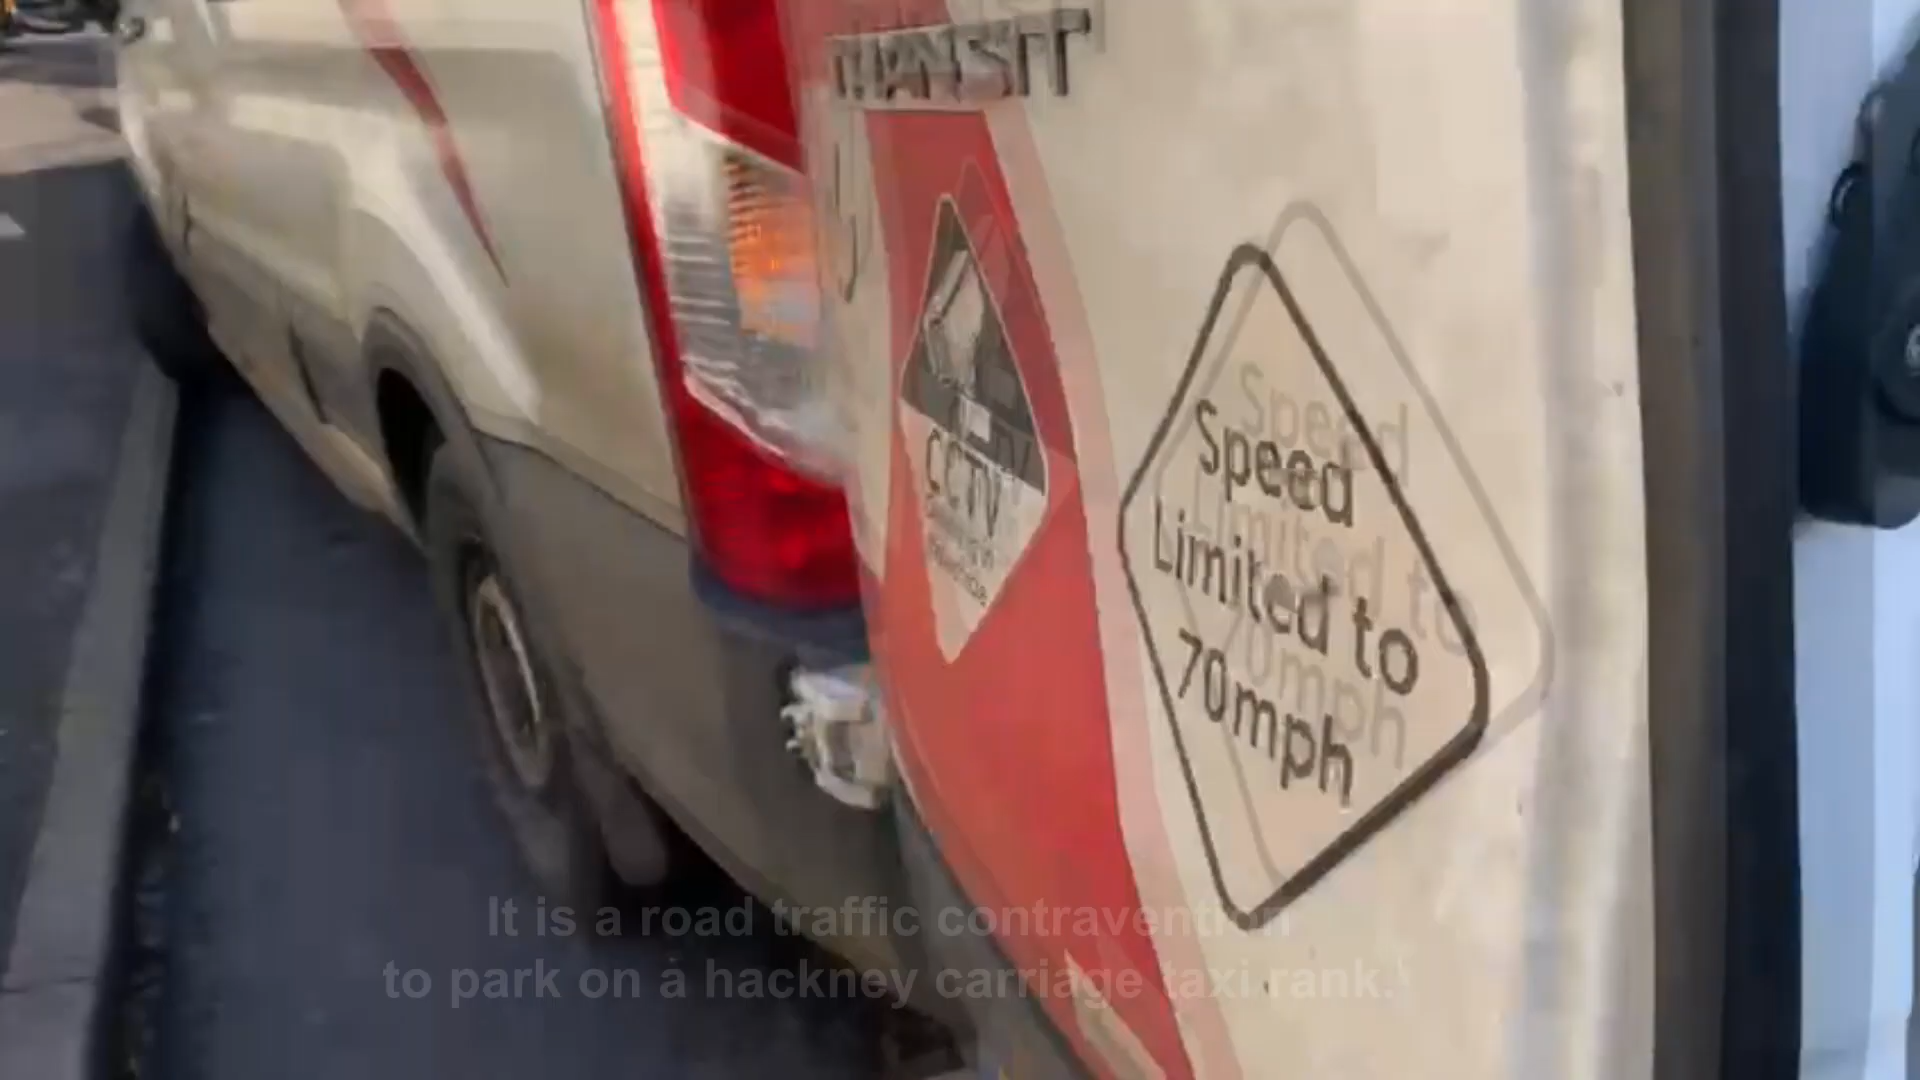 TRANSIT
CCTV
Speed
Limited to
70mph
It is a road traffic contravention
to park on a hackney carriage taxi rank.